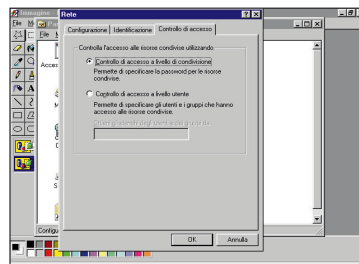 Immagine
File
M
Rete
Configurazione
Identificazione
Controllo di accesso
Controlla l'accesso alle risorse condivise utilizzando
Controllo di accesso a livello di condivisione
Permette di specificare la password per le risorse
condivise.
Controllo di accesso a livello utente
Permette di specificare gli utenti e i gruppi che hanno
accesso alle risorse condivise.
OK
Annulla
File
Acces
Configu